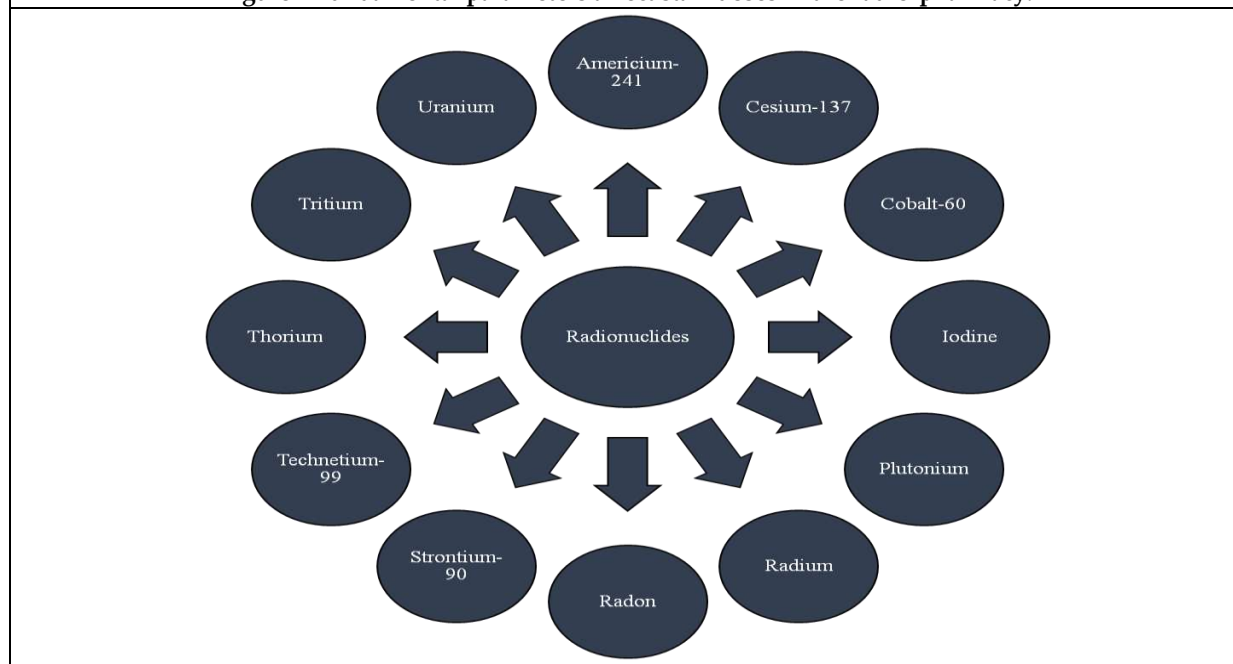 Americium-
241
Uranium
Cesium-137
Tritium
Cobalt-60
Thorium
Radionuclides
Iodine
Technetium-
99
Plutonium
Strontium-
90
Radium
Radon